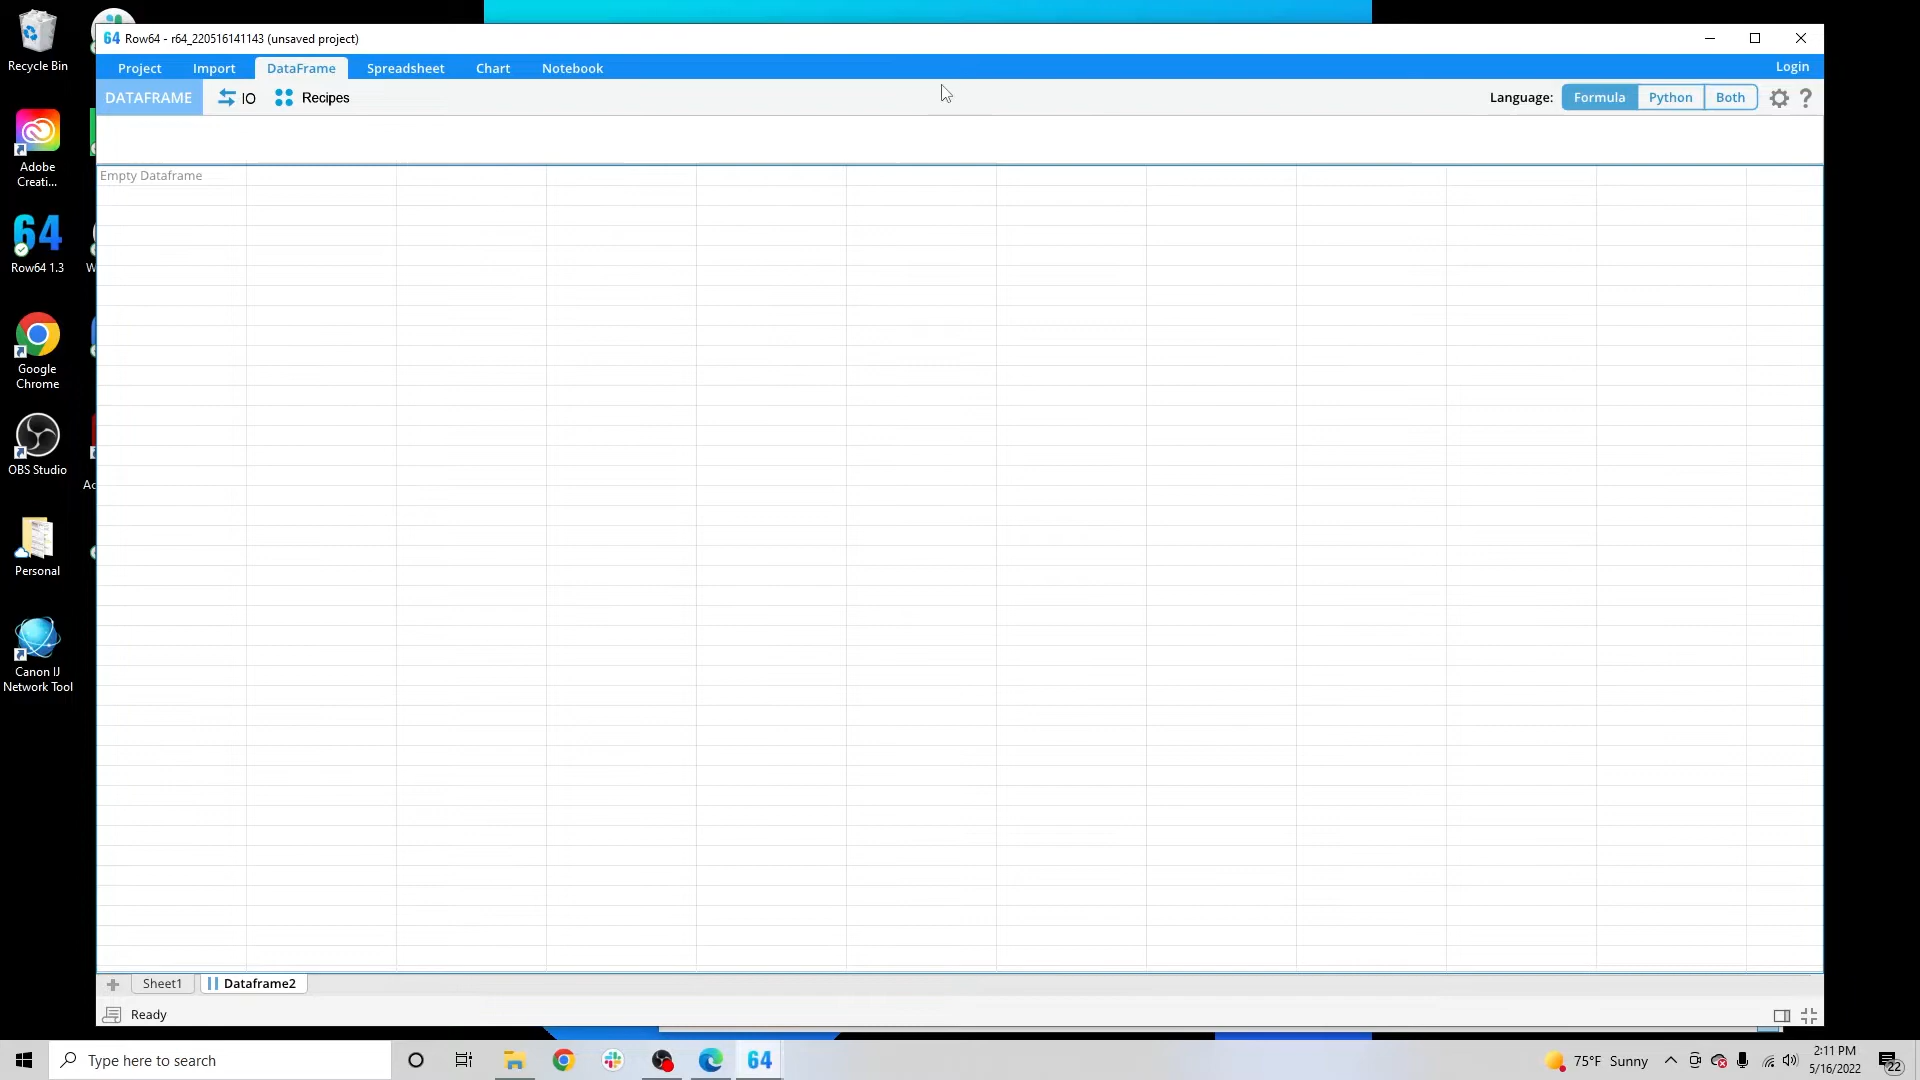 Recycle Bin
Adobe
Creati...
64
Row64 1.3
Google
Chrome
OBS Studio
Personal
Canon IJ
Network Tool
64 Row64 - r64_220516141143 (unsaved project)
Project Import DataFrame Spreadsheet Chart Notebook Login
DATAFRAME IO Recipes Language: Formula Python Both ?
Empty Dataframe
+ Sheet1 Dataframe2
Ready
Type here to search
64
75°F Sunny
2:11 PM
5/16/2022
22